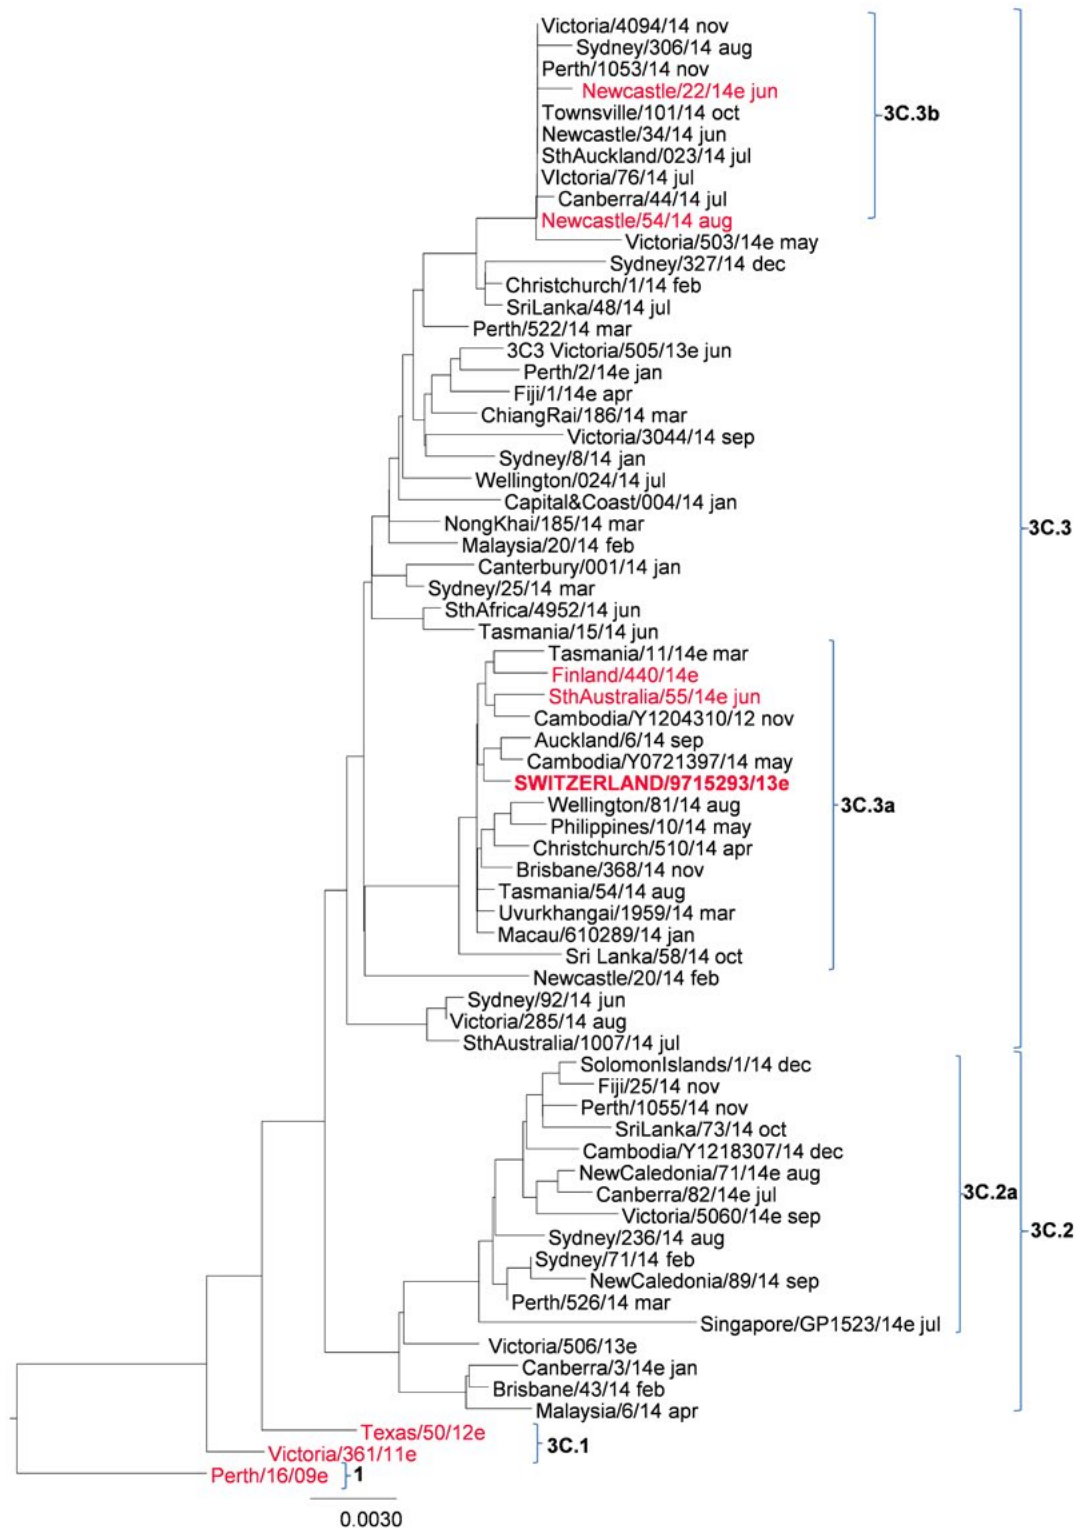 Victoria/4094/14 nov
Sydney/306/14 aug
Perth/1053/14 nov
Newcastle/22/14e jun
Townsville/101/14 oct
3C.3b
Newcastle/34/14 jun
SthAuckland/023/14 jul
VIctoria/76/14 jul
Canberra/44/14 jul
Newcastle/54/14 aug
Victoria/503/14e may
Sydney/327/14 dec
Christchurch/1/14 feb
SriLanka/48/14 jul
Perth/522/14 mar
3C3 Victoria/505/13e jun
Perth/2/14e jan
Fiji/1/14e apr
ChiangRai/186/14 mar
Victoria/3044/14 sep
Sydney/8/14 jan
Wellington/024/14 jul
Capital&Coast/004/14 jan
NongKhai/185/14 mar
3C.3
Malaysia/20/14 feb
Canterbury/001/14 jan
Sydney/25/14 mar
SthAfrica/4952/14 jun
Tasmania/15/14 jun
Tasmania/11/14e mar
Finland/440/14e
SthAustralia/55/14e jun
Cambodia/Y1204310/12 nov
Auckland/6/14 sep
Cambodia/Y0721397/14 may
SWITZERLAND/9715293/13e
Wellington/81/14 aug
3C.3a
Philippines/10/14 may
Christchurch/510/14 apr
Brisbane/368/14 nov
Tasmania/54/14 aug
Uvurkhangai/1959/14 mar
Macau/610289/14 jan
Sri Lanka/58/14 oct
Newcastle/20/14 feb
Sydney/92/14 jun
Victoria/285/14 aug
SthAustralia/1007/14 jul
SolomonIslands/1/14 dec
Fiji/25/14 nov
Perth/1055/14 nov
SriLanka/73/14 oct
Cambodia/Y1218307/14 dec
NewCaledonia/71/14e aug
Canberra/82/14e jul
3C.2a
Victoria/5060/14e sep
3C.2
Sydney/236/14 aug
Sydney/71/14 feb
NewCaledonia/89/14 sep
Perth/526/14 mar
Singapore/GP1523/14e jul
Victoria/506/13e
Canberra/3/14e jan
Brisbane/43/14 feb
Malaysia/6/14 apr
Texas/50/12e
3C.1
Victoria/361/11e
Perth/16/09e
1
0.0030